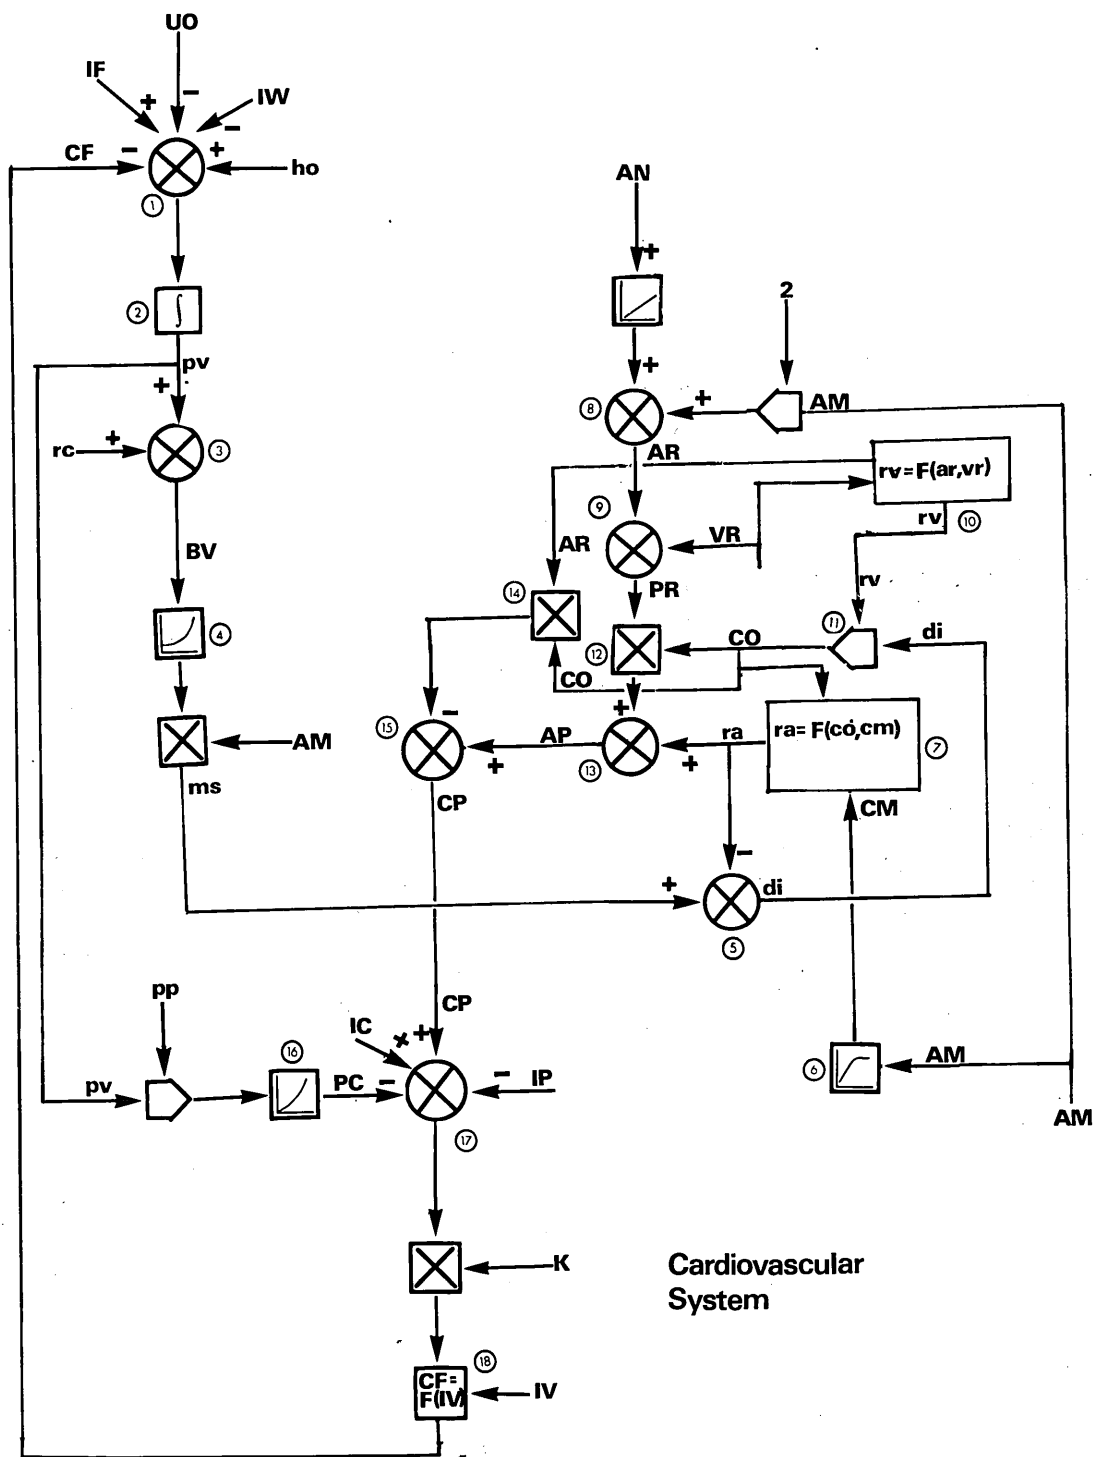 UO
IF
+
−
IW
−
CF
−
+
ho
1
AN
+
2
∫
2
pv
+
+
8
+
AM
rc
+
3
AR
rv=F(ar,vr)
9
rv
10
BV
AR
VR
rv
14
PR
11
4
12
CO
di
CO
−
+
15
AP
ra
ra= F(co,cm)
7
AM
+
13
+
ms
CP
CM
−
+
di
5
pp
CP
IC
+
+
16
AM
6
pv
PC
−
−
IP
AM
17
K
Cardiovascular
System
18
CF=
F(IV)
IV